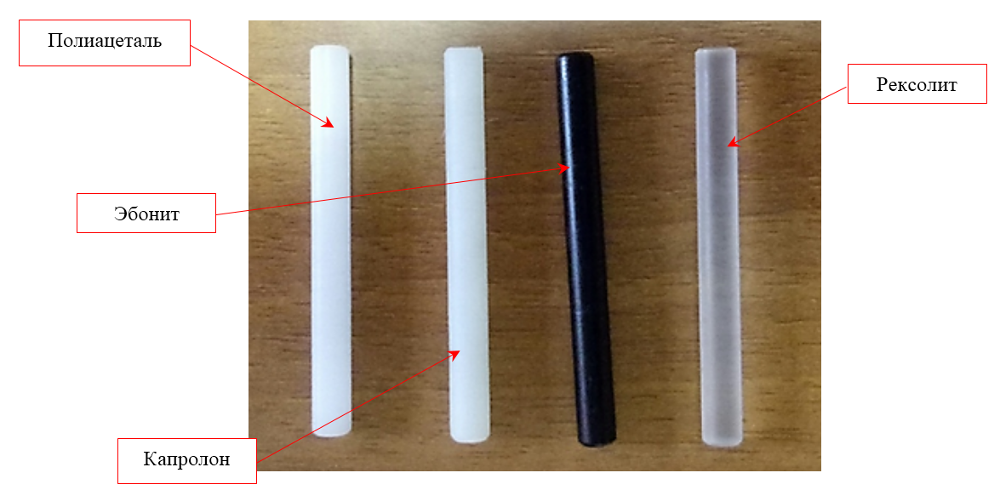 Полиацеталь
Рексолит
Эбонит
Капролон